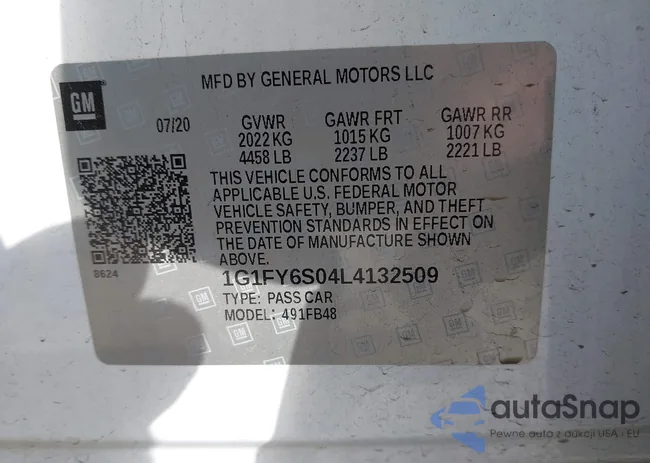 GM
MFD BY GENERAL MOTORS LLC
07/20 GVWR GAWR FRT GAWR RR
2022 KG 1015 KG 1007 KG
4458 LB 2237 LB 2221 LB
THIS VEHICLE CONFORMS TO ALL
APPLICABLE U.S. FEDERAL MOTOR
VEHICLE SAFETY, BUMPER, AND THEFT
PREVENTION STANDARDS IN EFFECT ON
THE DATE OF MANUFACTURE SHOWN
ABOVE.
8624
1G1FY6S04L4132509
TYPE: PASS CAR
MODEL: 491FB48
autaSnap
Pewne auta z aukcji USA - EU